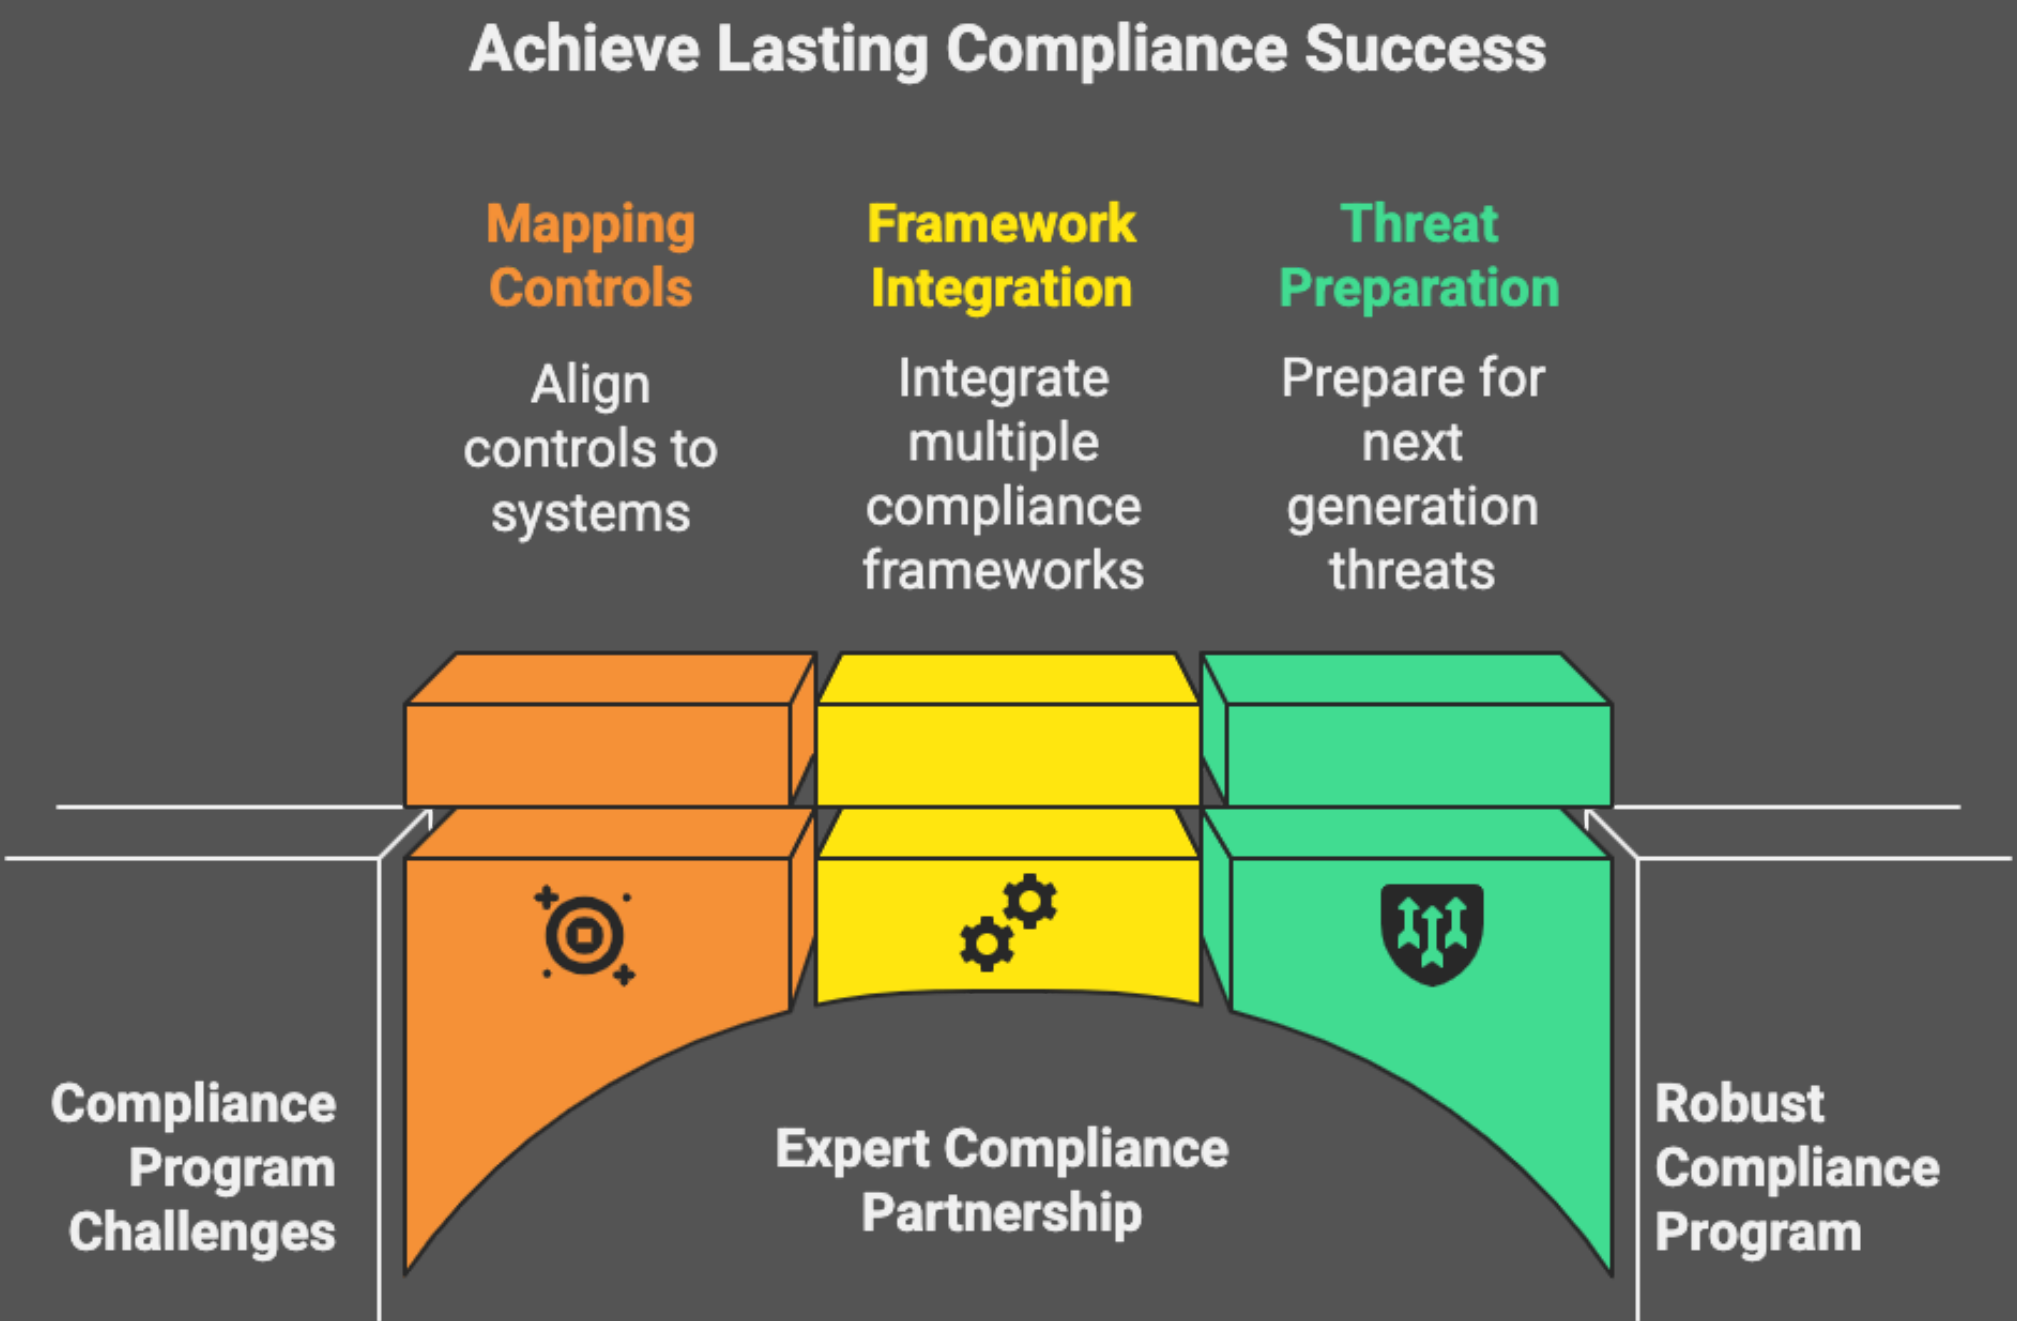 Achieve Lasting Compliance Success
Mapping
Controls
Align
controls to
systems
Framework
Integration
Integrate
multiple
compliance
frameworks
Threat
Preparation
Prepare for
next
generation
threats
Compliance
Program
Challenges
Expert Compliance
Partnership
Robust
Compliance
Program